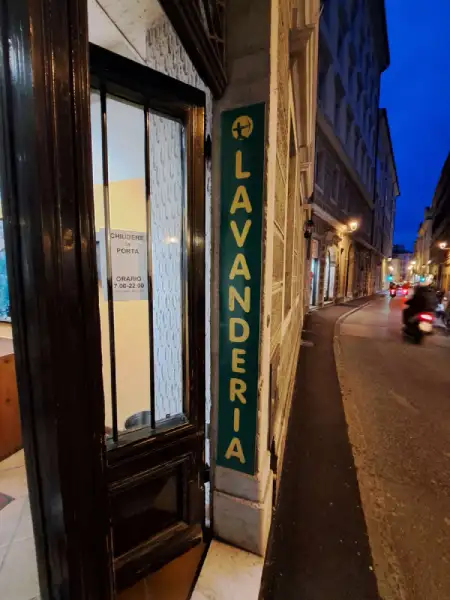 CHIUDERE
la
PORTA
ORARIO
7.00-22.00
LAVANDERIA